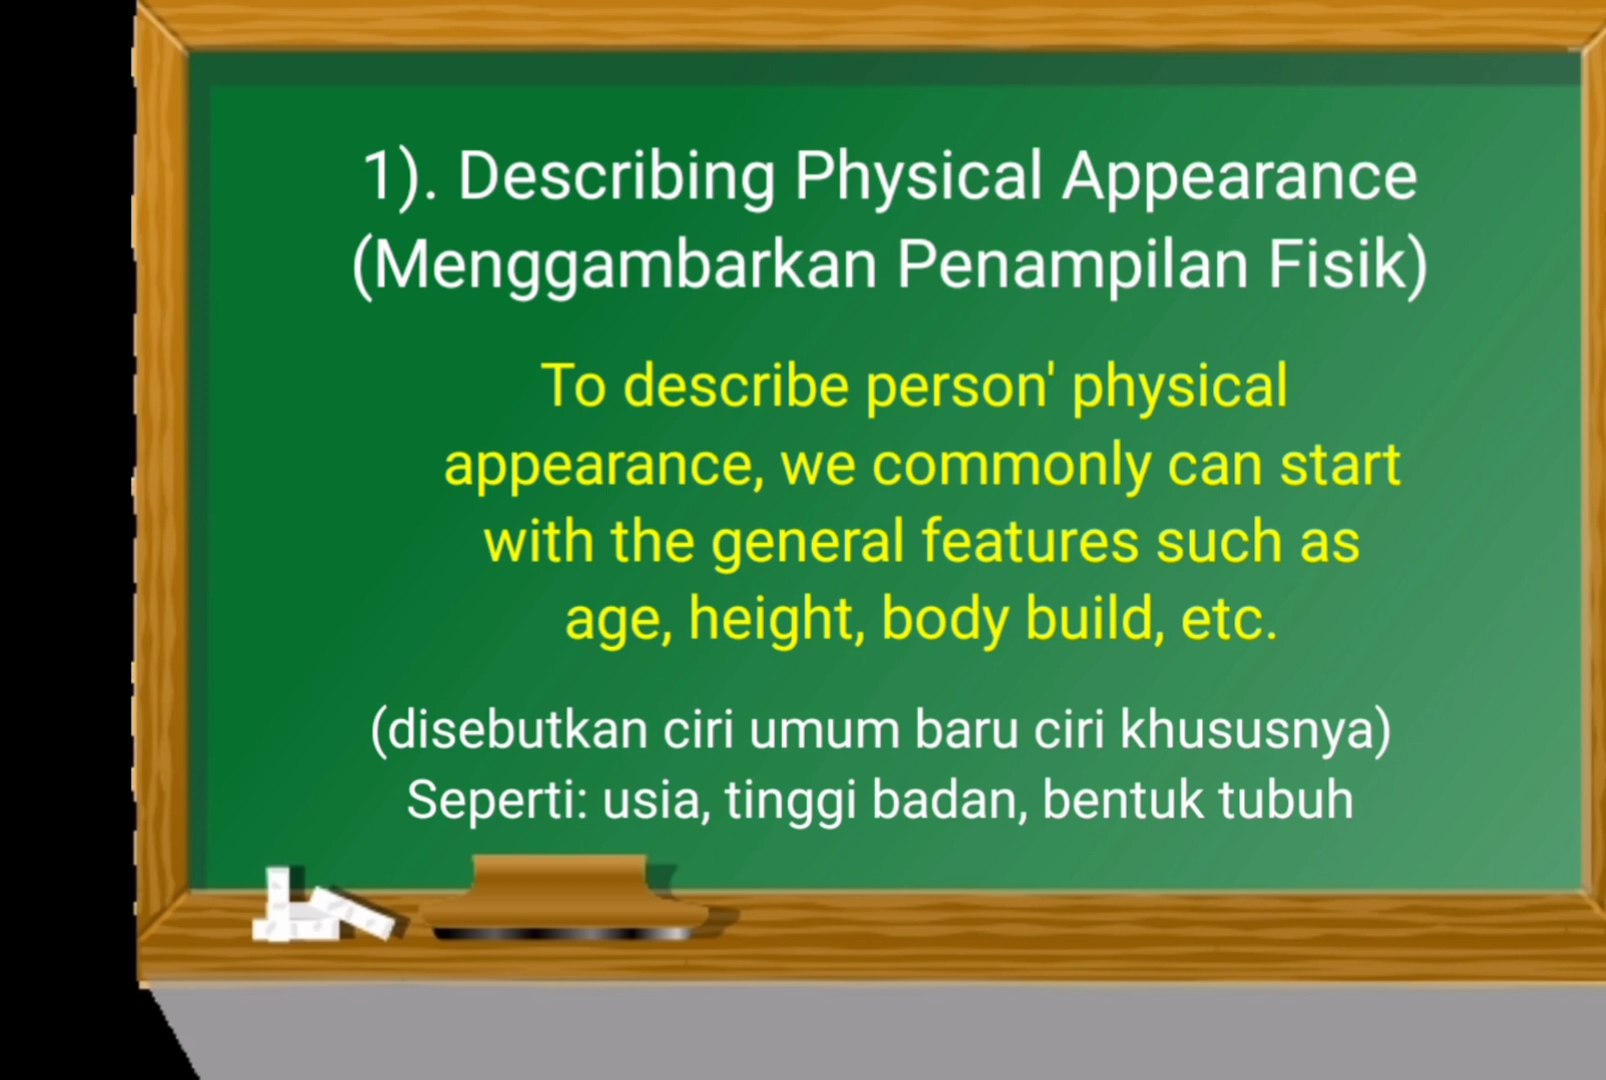 1). Describing Physical Appearance
(Menggambarkan Penampilan Fisik)
To describe person' physical
appearance, we commonly can start
with the general features such as
age, height, body build, etc.
(disebutkan ciri umum baru ciri khususnya)
Seperti: usia, tinggi badan, bentuk tubuh